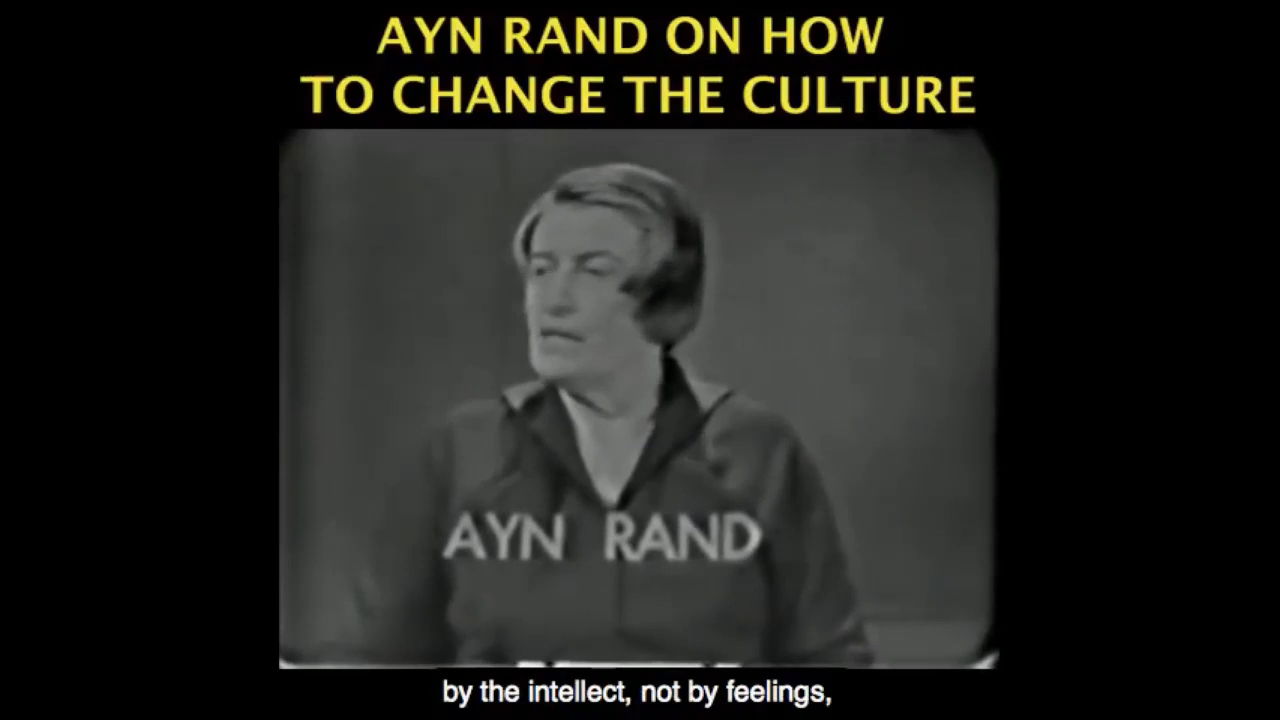 AYN RAND ON HOW
TO CHANGE THE CULTURE
AYN RAND
by the intellect, not by feelings,